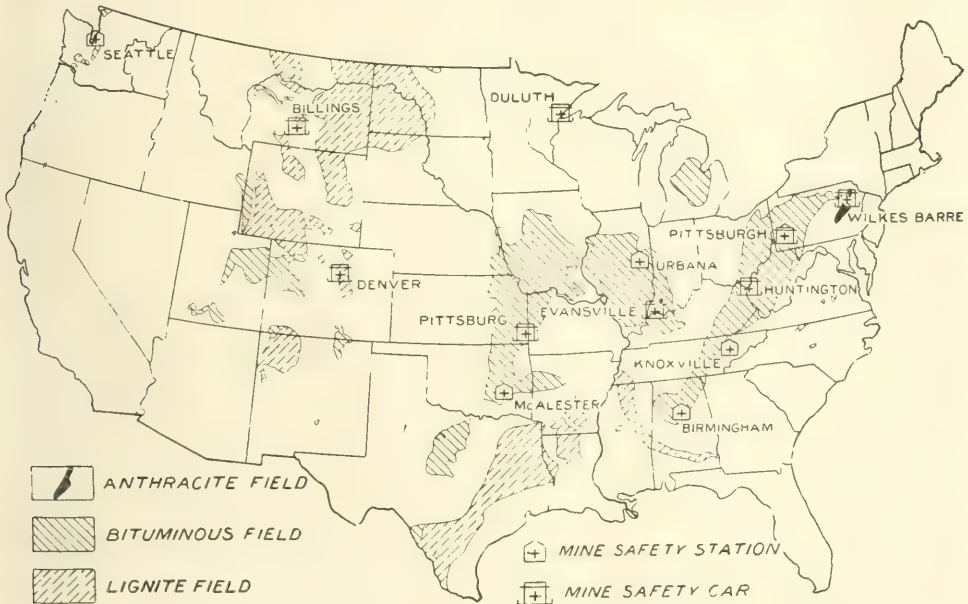 SEATTLE
BILLINGS
DULUTH
WILKES BARRE
PITTSBURGH
URBANA
DENVER
HUNTINGTON
EVANSVILLE
PITTSBURG
KNOXVILLE
McALESTER
BIRMINGHAM
ANTHRACITE FIELD
BITUMINOUS FIELD
MINE SAFETY STATION
LIGNITE FIELD
MINE SAFETY CAR